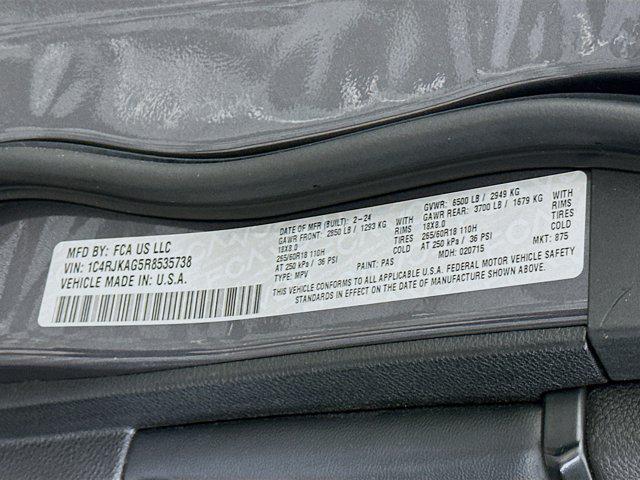 MFD BY: FCA US LLC
VIN: 1C4RJKAG5R8535738
VEHICLE MADE IN: U.S.A.
DATE OF MFR (BUILT): 2-24
GAWR FRONT: 2850 LB / 1293 KG WITH
18X8.0 RIMS
265/60R18 110H
AT 250 kPa / 36 PSI COLD
TYPE: MPV PAINT: PAS
GVWR: 6500 LB / 2949 KG
GAWR REAR: 3700 LB / 1679 KG WITH
18X8.0 RIMS
265/60R18 110H
AT 250 kPa / 36 PSI COLD
MDH: 020715 MKT: 875
THIS VEHICLE CONFORMS TO ALL APPLICABLE U.S.A. FEDERAL MOTOR VEHICLE SAFETY
STANDARDS IN EFFECT ON THE DATE OF MANUFACTURE SHOWN ABOVE.